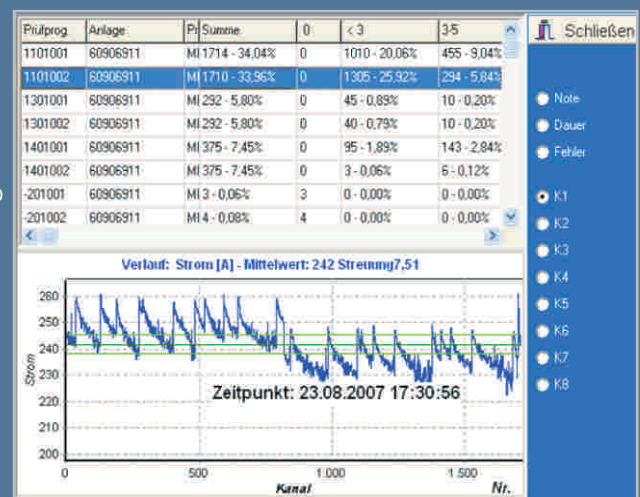 Prüfprog Anlage Pr Summe 0 < 3 3-5
1101001 60906911 MI 1714 - 34,04% 0 1010 - 20,06% 455 - 9,04%
1101002 60906911 MI 1710 - 33,96% 0 1305 - 25,92% 294 - 5,84%
1301001 60906911 MI 292 - 5,80% 0 45 - 0,89% 10 - 0,20%
1301002 60906911 MI 292 - 5,80% 0 40 - 0,79% 10 - 0,20%
1401001 60906911 MI 375 - 7,45% 0 95 - 1,89% 143 - 2,84%
1401002 60906911 MI 375 - 7,45% 0 3 - 0,06% 6 - 0,12%
-201001 60906911 MI 3 - 0,06% 3 0 - 0,00% 0 - 0,00%
-201002 60906911 MI 4 - 0,08% 4 0 - 0,00% 0 - 0,00%
Schließen
Note
Dauer
Fehler
K1
K2
K3
K4
K5
K6
K7
K8
Verlauf: Strom [A] - Mittelwert: 242 Streuung7,51
Strom
260
250
240
230
220
210
200
Zeitpunkt: 23.08.2007 17:30:56
0 500 1.000 1.500
Kanal Nr.